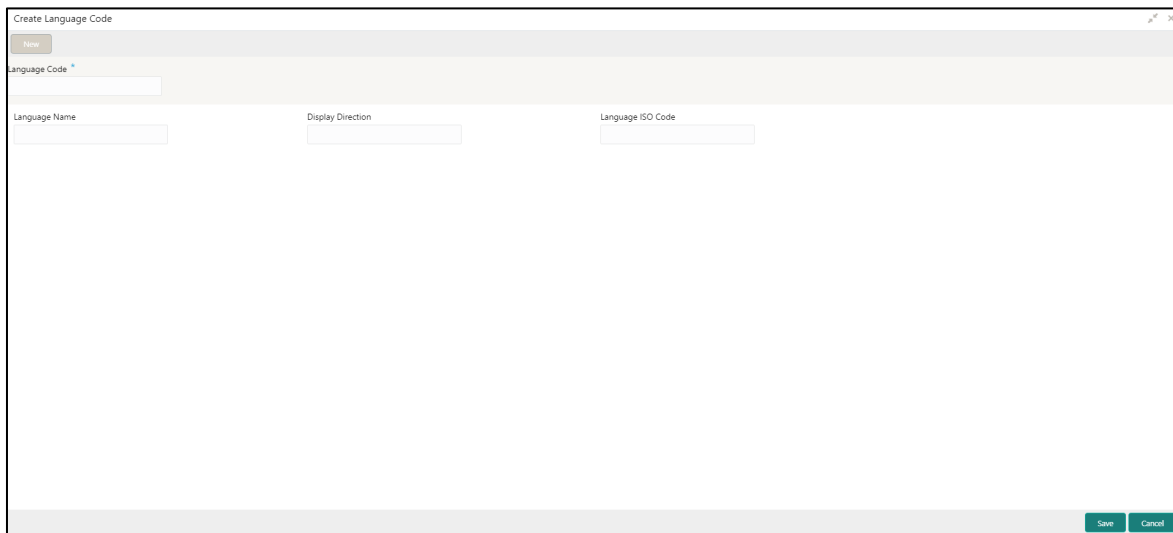 Create Language Code
New
Language Code *
Language Name Display Direction Language ISO Code
Save Cancel